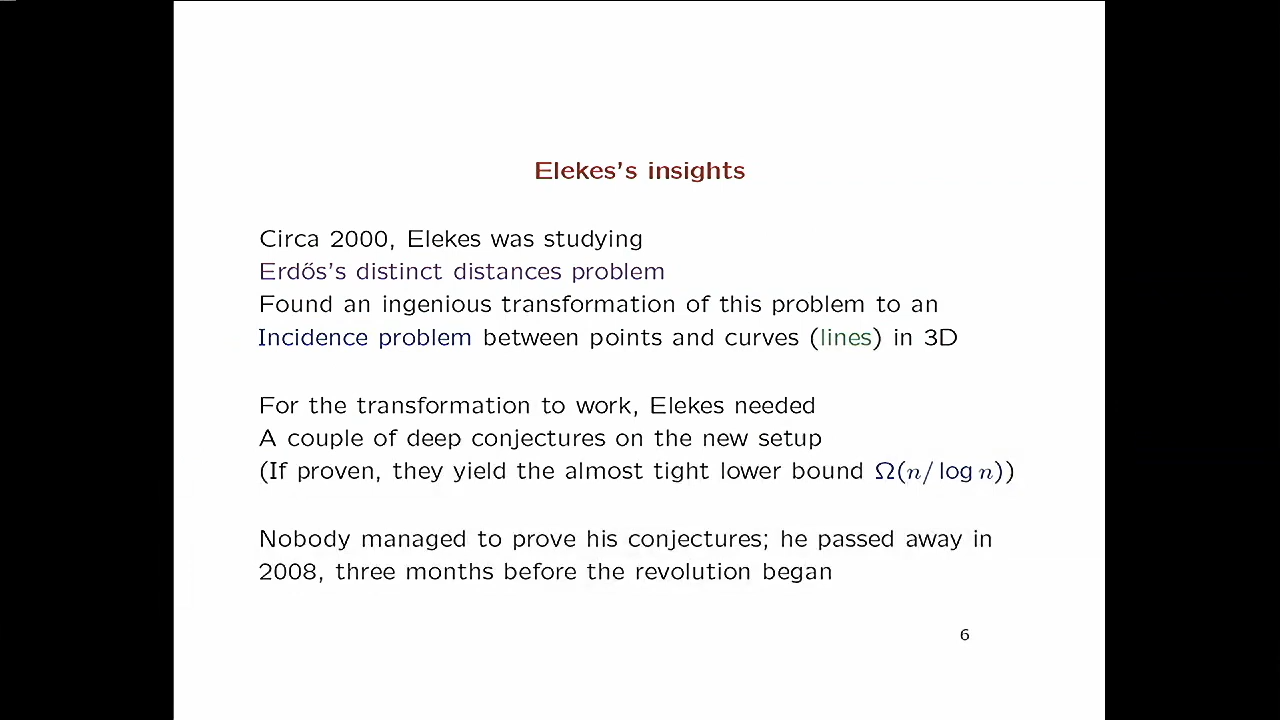 Elekes's insights
Circa 2000, Elekes was studying
Erdős's distinct distances problem
Found an ingenious transformation of this problem to an
Incidence problem between points and curves (lines) in 3D
For the transformation to work, Elekes needed
A couple of deep conjectures on the new setup
(If proven, they yield the almost tight lower bound Ω(n/ log n))
Nobody managed to prove his conjectures; he passed away in
2008, three months before the revolution began
6